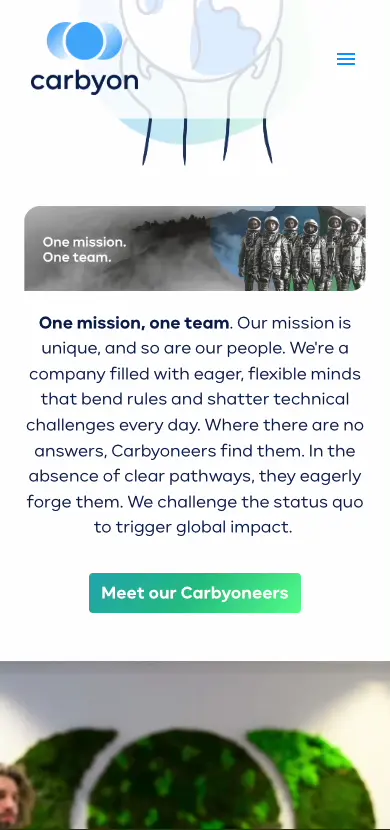 carbyon
One mission.
One team.
One mission, one team. Our mission is
unique, and so are our people. We're a
company filled with eager, flexible minds
that bend rules and shatter technical
challenges every day. Where there are no
answers, Carbyoneers find them. In the
absence of clear pathways, they eagerly
forge them. We challenge the status quo
to trigger global impact.
Meet our Carbyoneers